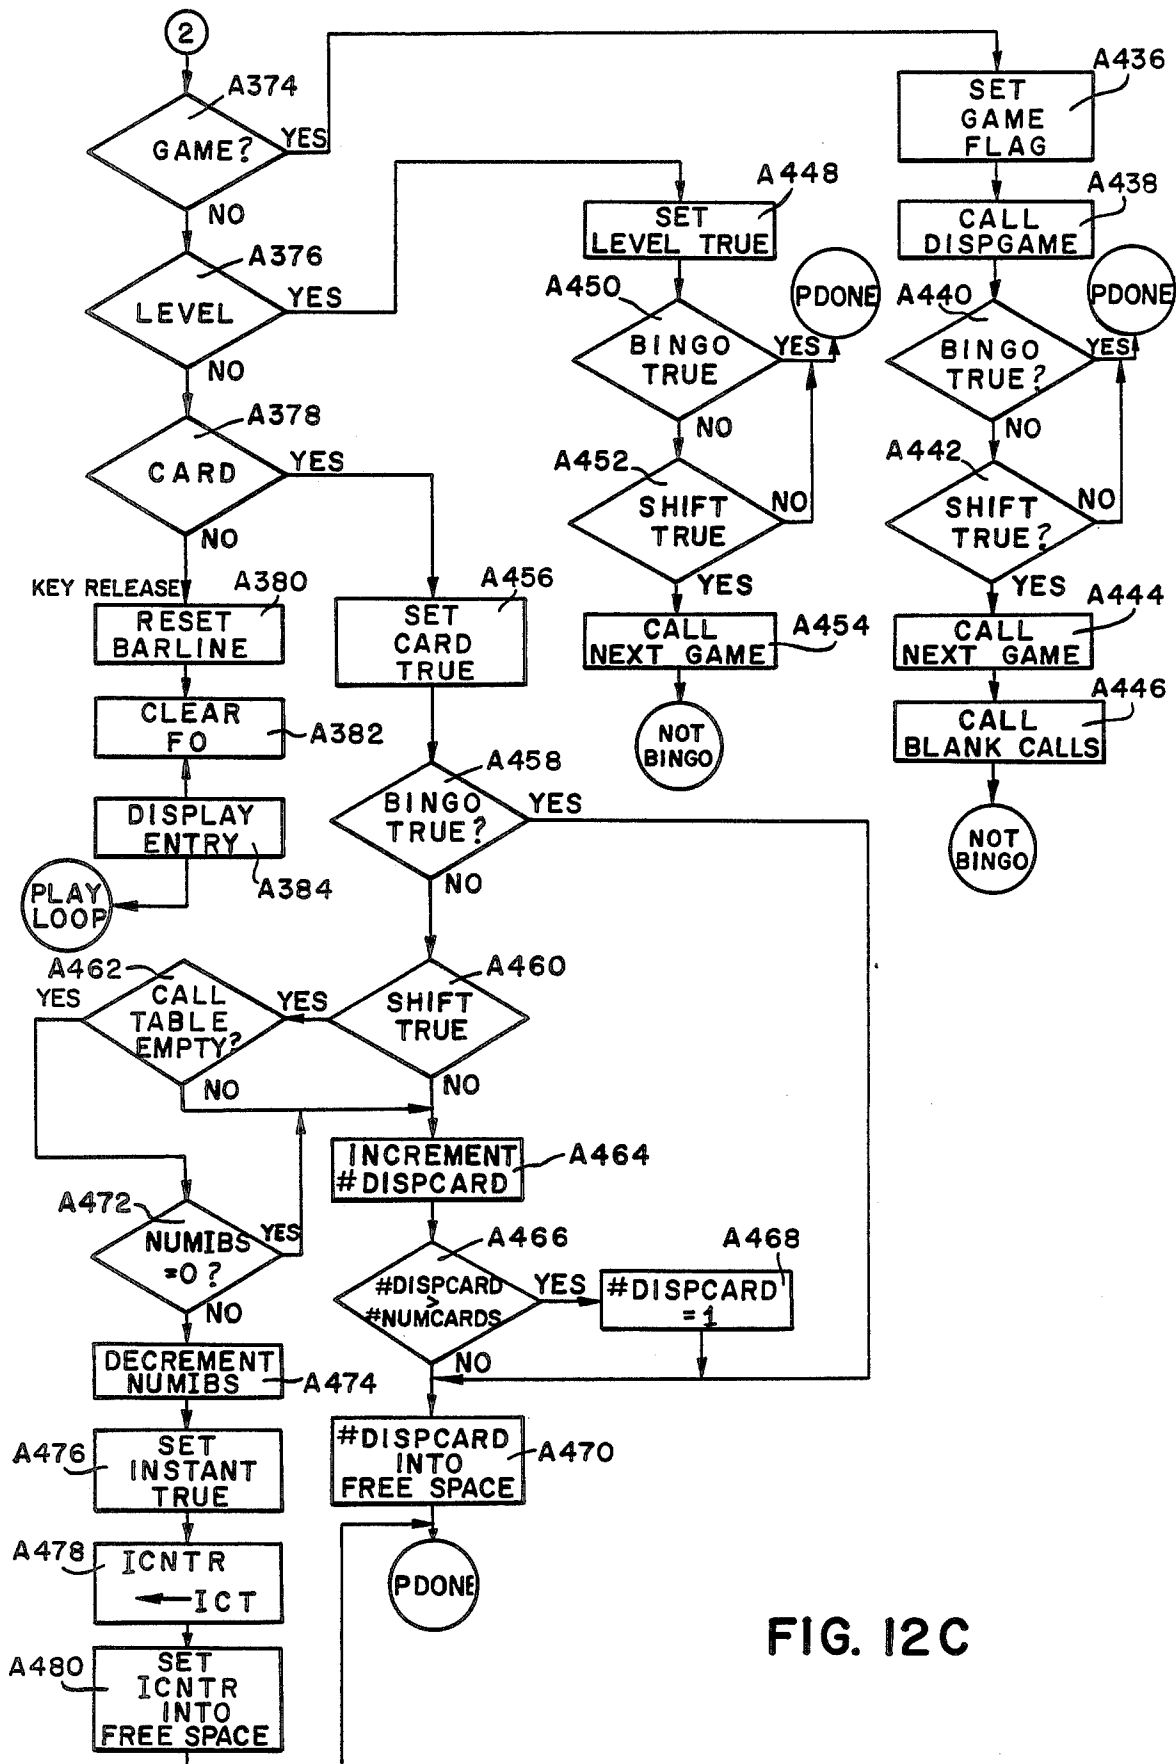 2
A374
GAME?
YES
NO
A376
LEVEL
YES
NO
A378
CARD
YES
NO
KEY RELEASE
A380
RESET
BARLINE
CLEAR
FO
A382
DISPLAY
ENTRY
A384
PLAY
LOOP
A436
SET
GAME
FLAG
A438
CALL
DISPGAME
A440
BINGO
TRUE?
YES
PDONE
NO
A442
SHIFT
TRUE?
NO
YES
A444
CALL
NEXT GAME
A446
CALL
BLANK CALLS
NOT
BINGO
A448
SET
LEVEL TRUE
A450
BINGO
TRUE
YES
PDONE
NO
A452
SHIFT
TRUE
NO
YES
CALL
NEXT GAME
A454
NOT
BINGO
A456
SET
CARD
TRUE
A458
BINGO
TRUE?
YES
NO
A460
SHIFT
TRUE
YES
NO
A462
CALL
TABLE
EMPTY?
YES
NO
INCREMENT
#DISPCARD
A464
A466
#DISPCARD
>
#NUMCARDS
YES
NO
A468
#DISPCARD
=1
#DISPCARD
INTO
FREE SPACE
A470
PDONE
A472
NUMIBS
=0?
YES
NO
DECREMENT
NUMIBS
A474
A476
SET
INSTANT
TRUE
A478
ICNTR
←ICT
A480
SET
ICNTR
INTO
FREE SPACE
FIG. 12C